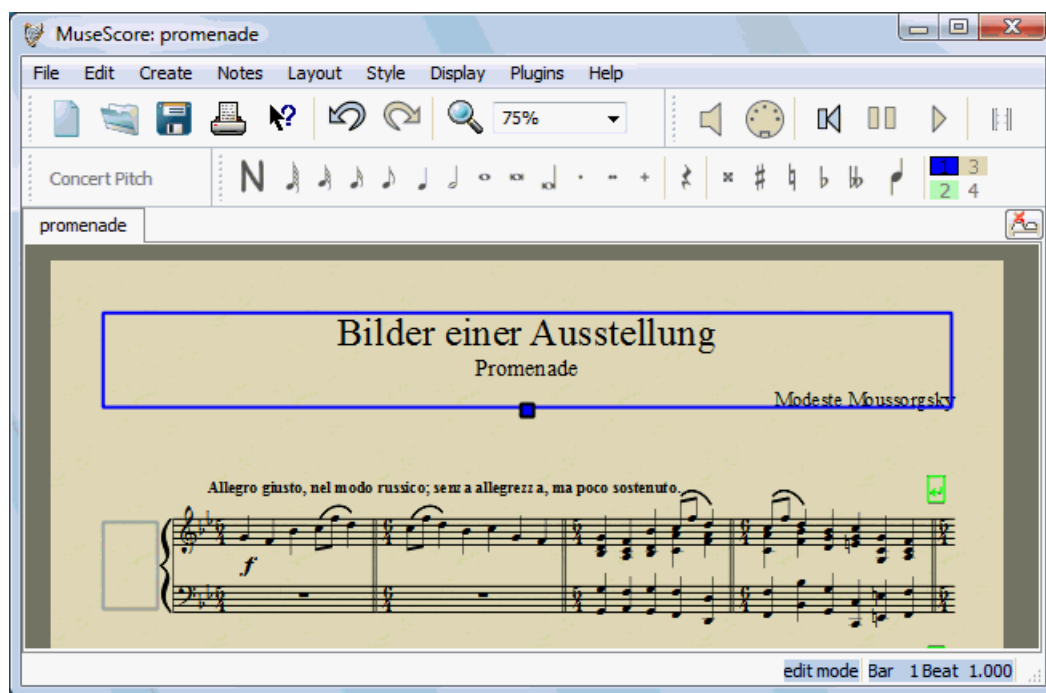 MuseScore: promenade
File Edit Create Notes Layout Style Display Plugins Help
75%
Concert Pitch
N
1 3
2 4
promenade
Bilder einer Ausstellung
Promenade
Modeste Moussorgsky
Allegro giusto, nel modo russico; senza allegrezza, ma poco sostenuto.
f
edit mode Bar 1 Beat 1.000